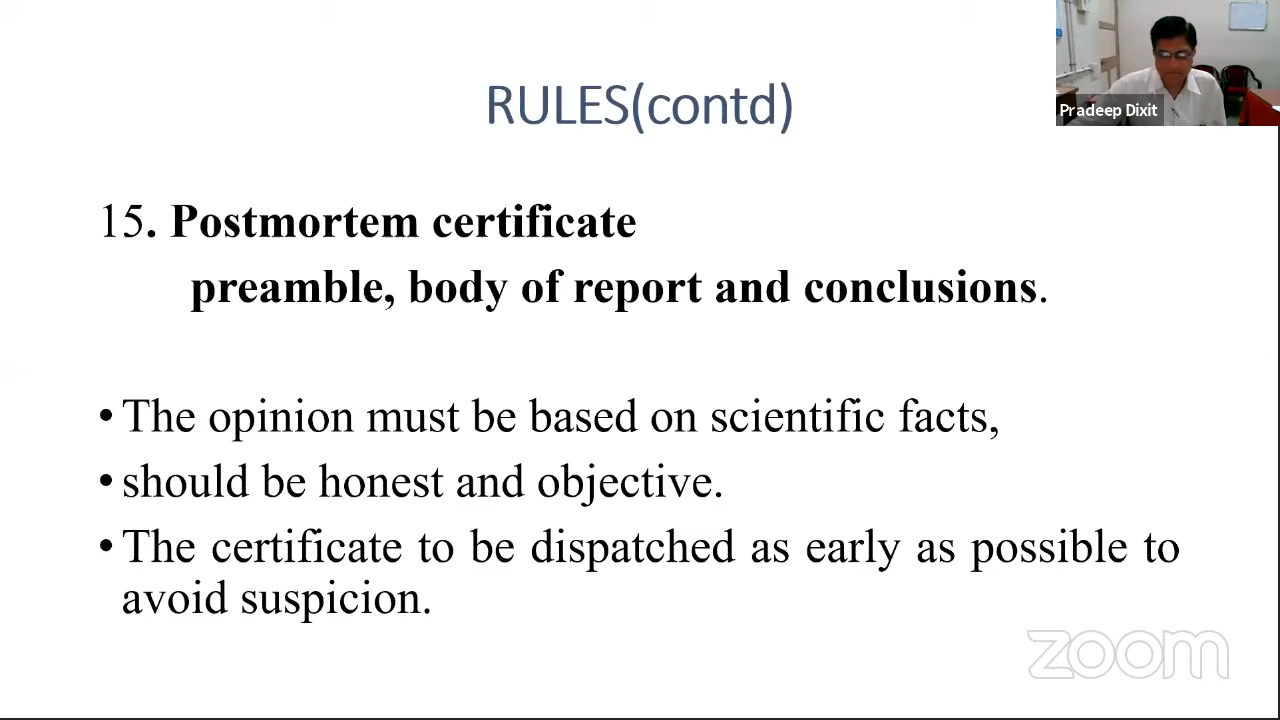 RULES(contd)
Pradeep Dixit
15. Postmortem certificate
preamble, body of report and conclusions.
•The opinion must be based on scientific facts,
•should be honest and objective.
•The certificate to be dispatched as early as possible to
avoid suspicion.
zoom